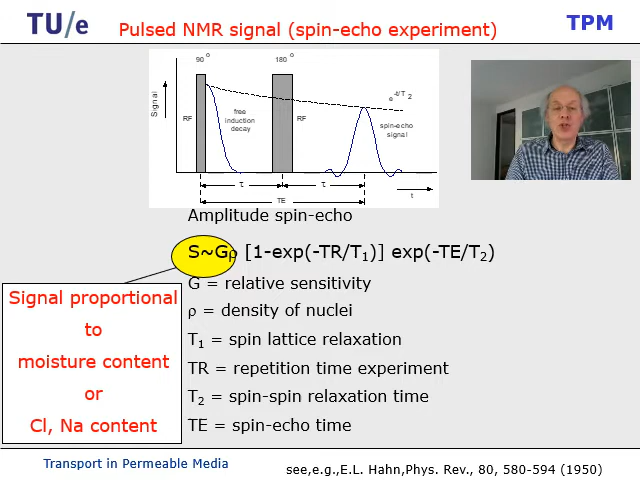 TU/e
Pulsed NMR signal (spin-echo experiment)
TPM
90 o
180 o
Signal
RF
free
induction
decay
RF
e -t/T 2
spin-echo
signal
τ
τ
t
TE
Amplitude spin-echo
S~Gρ [1-exp(-TR/T1)] exp(-TE/T2)
Signal proportional
to
moisture content
or
Cl, Na content
G = relative sensitivity
ρ = density of nuclei
T1 = spin lattice relaxation
TR = repetition time experiment
T2 = spin-spin relaxation time
TE = spin-echo time
Transport in Permeable Media
see,e.g.,E.L. Hahn,Phys. Rev., 80, 580-594 (1950)